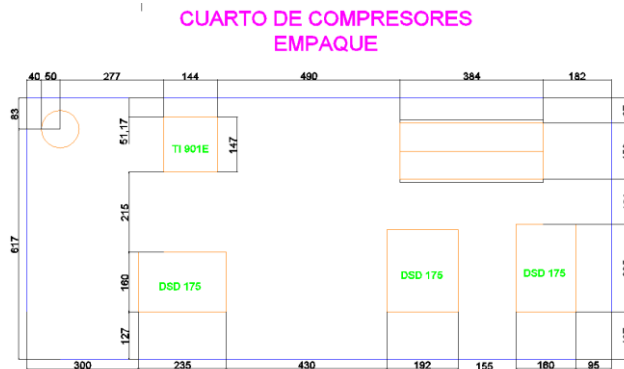 CUARTO DE COMPRESORES
EMPAQUE
40 50 277 144 490 384 182
83
51,17
TI 901E
147
215
617
160
DSD 175
DSD 175
DSD 175
127
300 235 430 192 155 160 95